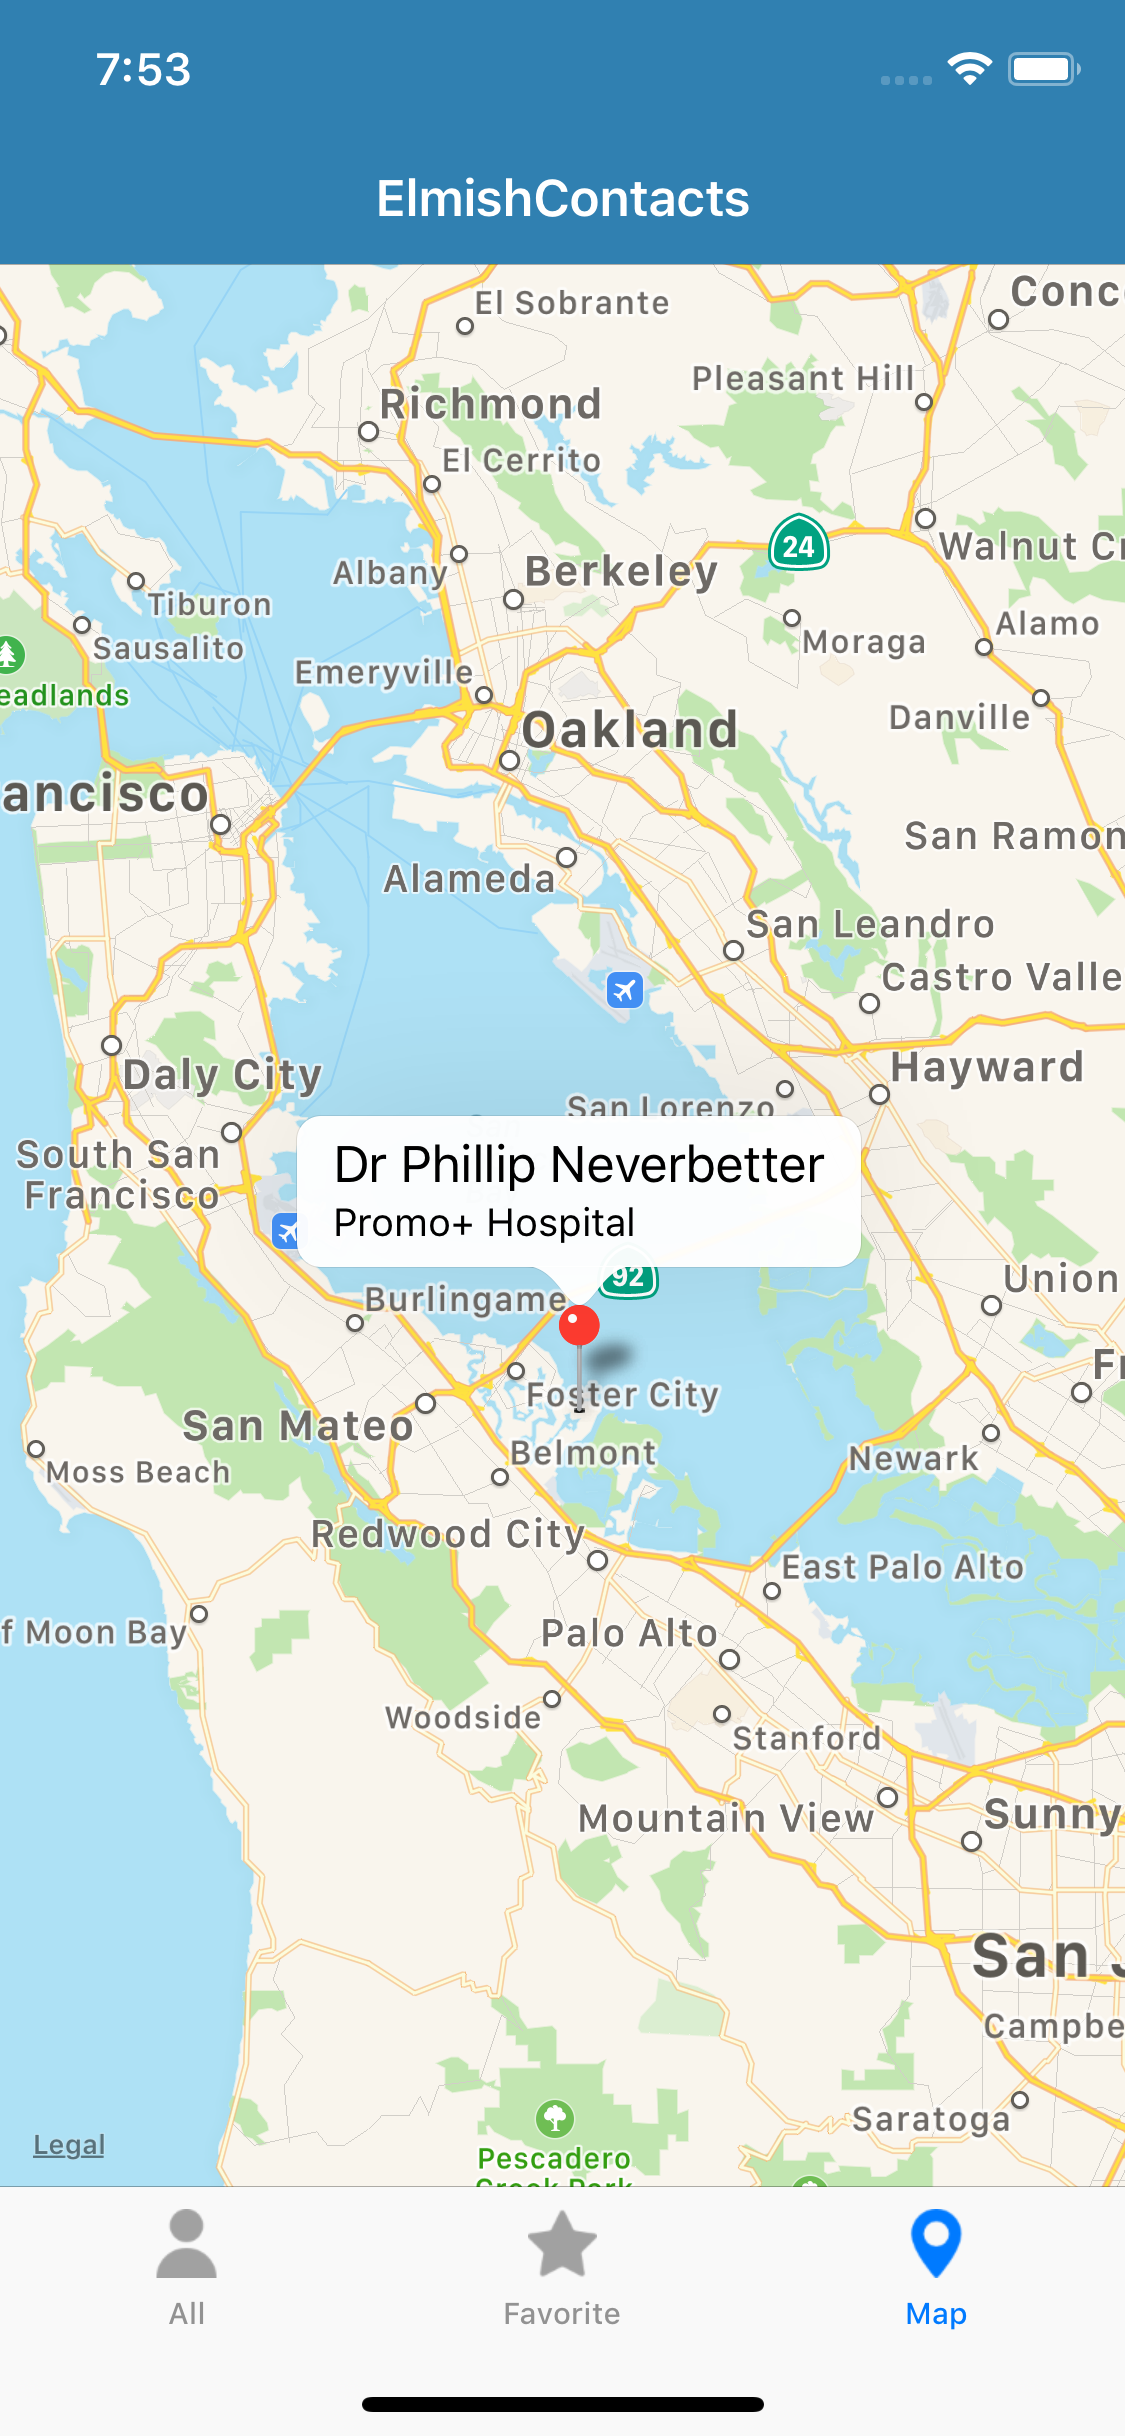 7:53
ElmishContacts
El Sobrante
Conc
Pleasant Hill
Richmond
El Cerrito
24
Walnut Cr
Albany
Berkeley
Tiburon
Alamo
Sausalito
Moraga
Emeryville
eadlands
Danville
Oakland
ancisco
San Ramon
Alameda
San Leandro
Castro Valle
Daly City
Hayward
San Lorenzo
South San
Francisco
Dr Phillip Neverbetter
Promo+ Hospital
92
Union
Burlingame
Fr
Foster City
San Mateo
Belmont
Newark
Moss Beach
Redwood City
East Palo Alto
f Moon Bay
Palo Alto
Woodside
Stanford
Mountain View
Sunny
San J
Campbe
Saratoga
Legal
Pescadero
Creek Park
All
Favorite
Map